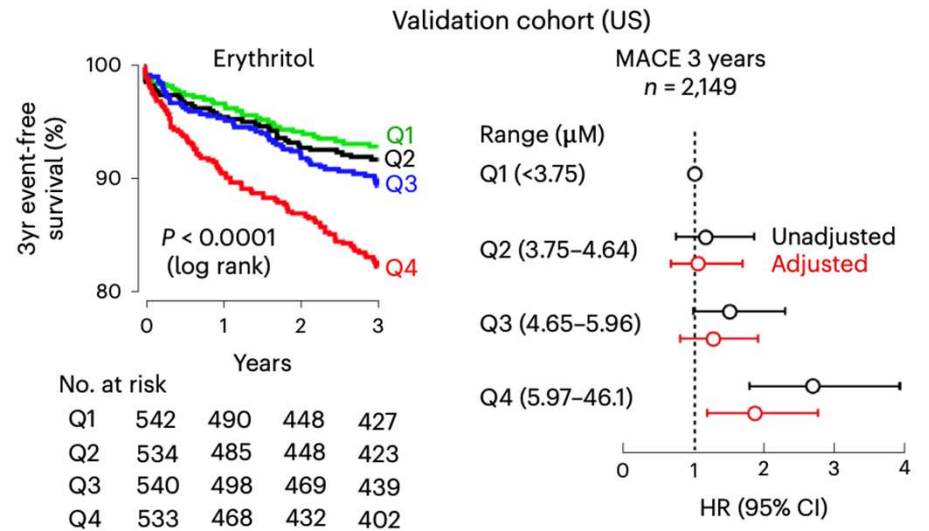 Validation cohort (US)
Erythritol
3yr event-free
survival (%)
100
90
80
Q1
Q2
Q3
Q4
P < 0.0001
(log rank)
0 1 2 3
Years
No. at risk
Q1 542 490 448 427
Q2 534 485 448 423
Q3 540 498 469 439
Q4 533 468 432 402
MACE 3 years
n = 2,149
Range (μM)
Q1 (<3.75)
Q2 (3.75–4.64)
Unadjusted
Adjusted
Q3 (4.65–5.96)
Q4 (5.97–46.1)
0 1 2 3 4
HR (95% CI)